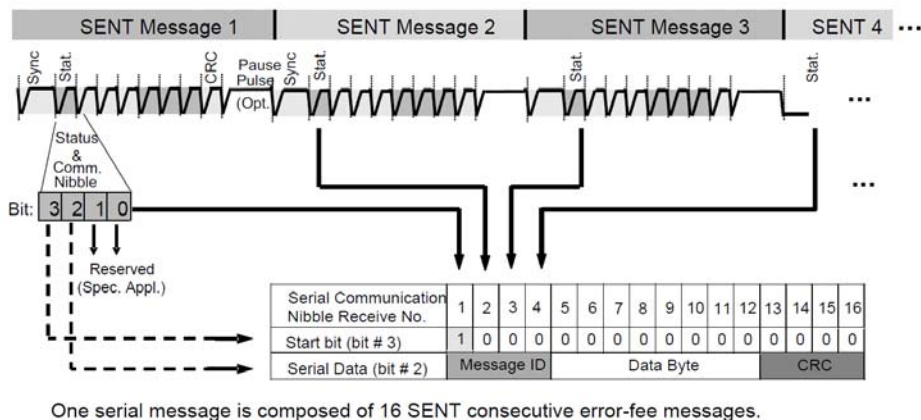 SENT Message 1 SENT Message 2 SENT Message 3 SENT 4 ...
Sync Stat. CRC Pause Pulse (Opt. Sync Stat. Stat. Stat. ...
Status & Comm. Nibble
...
Bit: 3 2 1 0
Reserved (Spec. Appl.)
Serial Communication Nibble Receive No. 1 2 3 4 5 6 7 8 9 10 11 12 13 14 15 16
Start bit (bit # 3) 1 0 0 0 0 0 0 0 0 0 0 0 0 0 0 0
Serial Data (bit # 2) Message ID Data Byte CRC
One serial message is composed of 16 SENT consecutive error-fee messages.